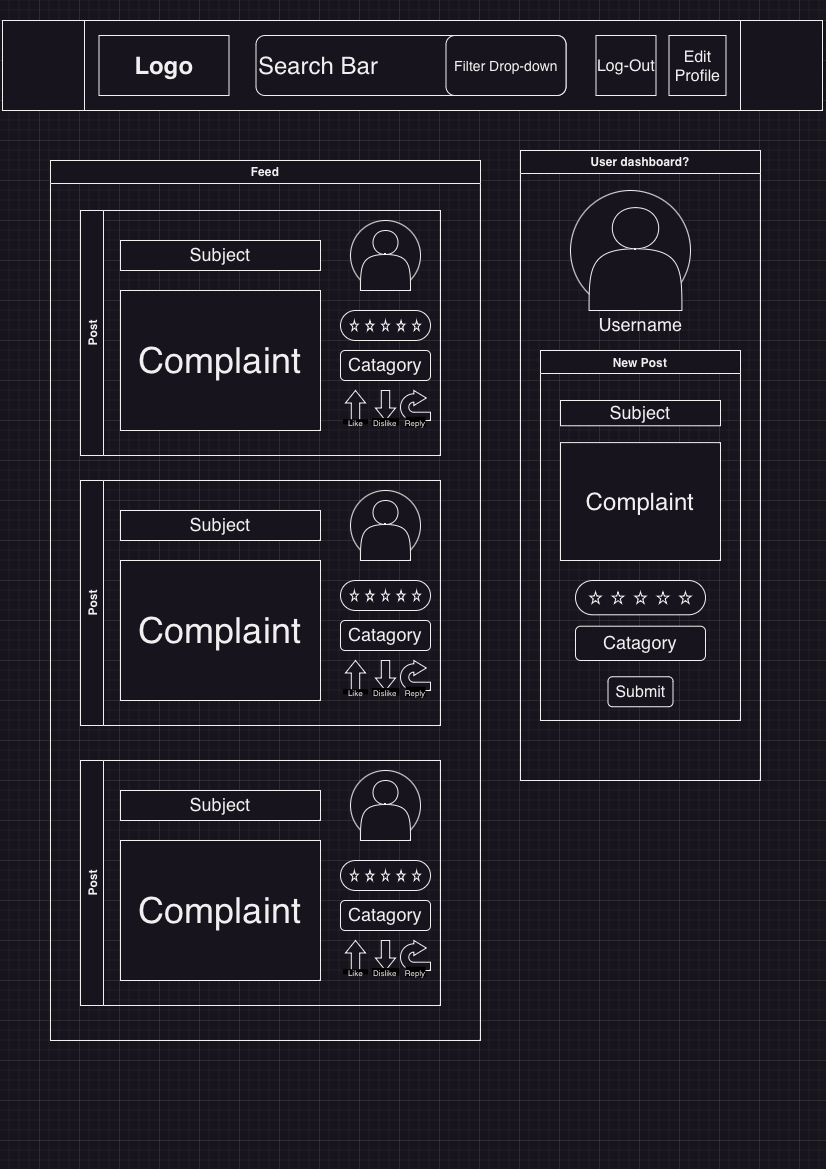 Logo
Search Bar
Filter Drop-down
Log-Out
Edit
Profile
Feed
Post
Subject
Complaint
Catagory
Like
Dislike
Reply
Post
Subject
Complaint
Catagory
Like
Dislike
Reply
Post
Subject
Complaint
Catagory
Like
Dislike
Reply
User dashboard?
Username
New Post
Subject
Complaint
Catagory
Submit